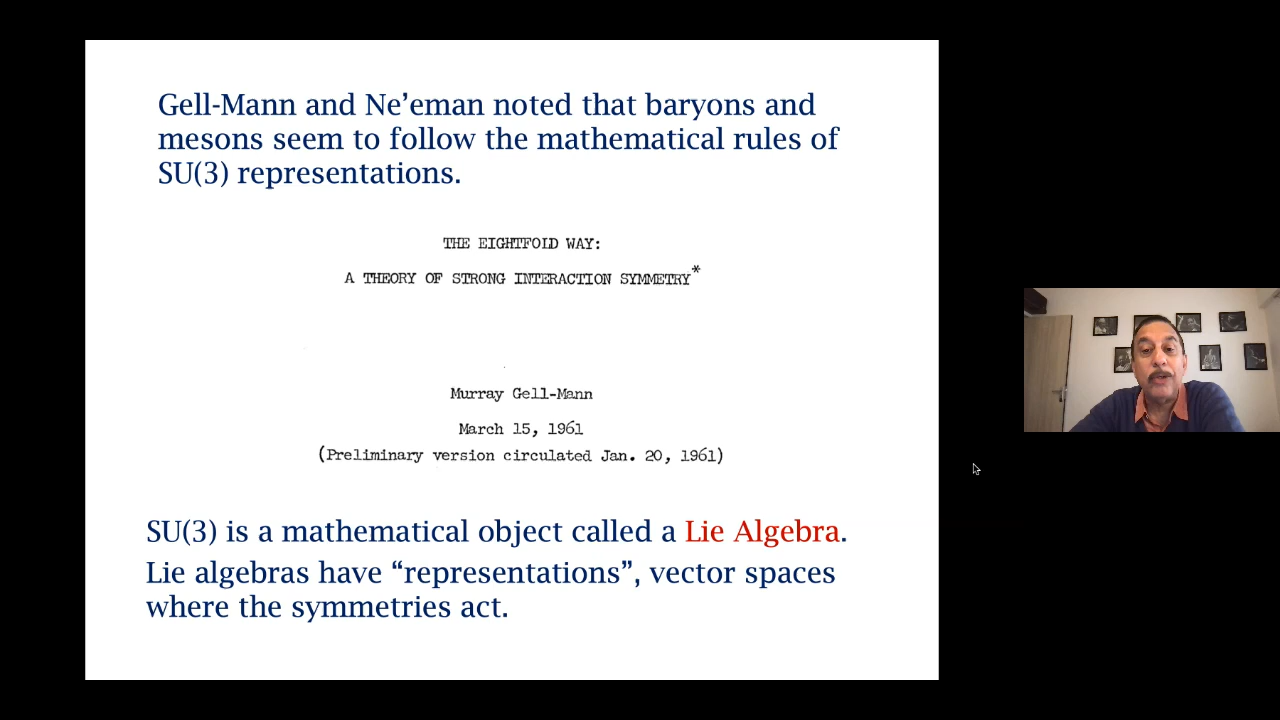 Gell-Mann and Ne’eman noted that baryons and
mesons seem to follow the mathematical rules of
SU(3) representations.
THE EIGHTFOLD WAY:
A THEORY OF STRONG INTERACTION SYMMETRY*
Murray Gell-Mann
March 15, 1961
(Preliminary version circulated Jan. 20, 1961)
SU(3) is a mathematical object called a Lie Algebra.
Lie algebras have “representations”, vector spaces
where the symmetries act.